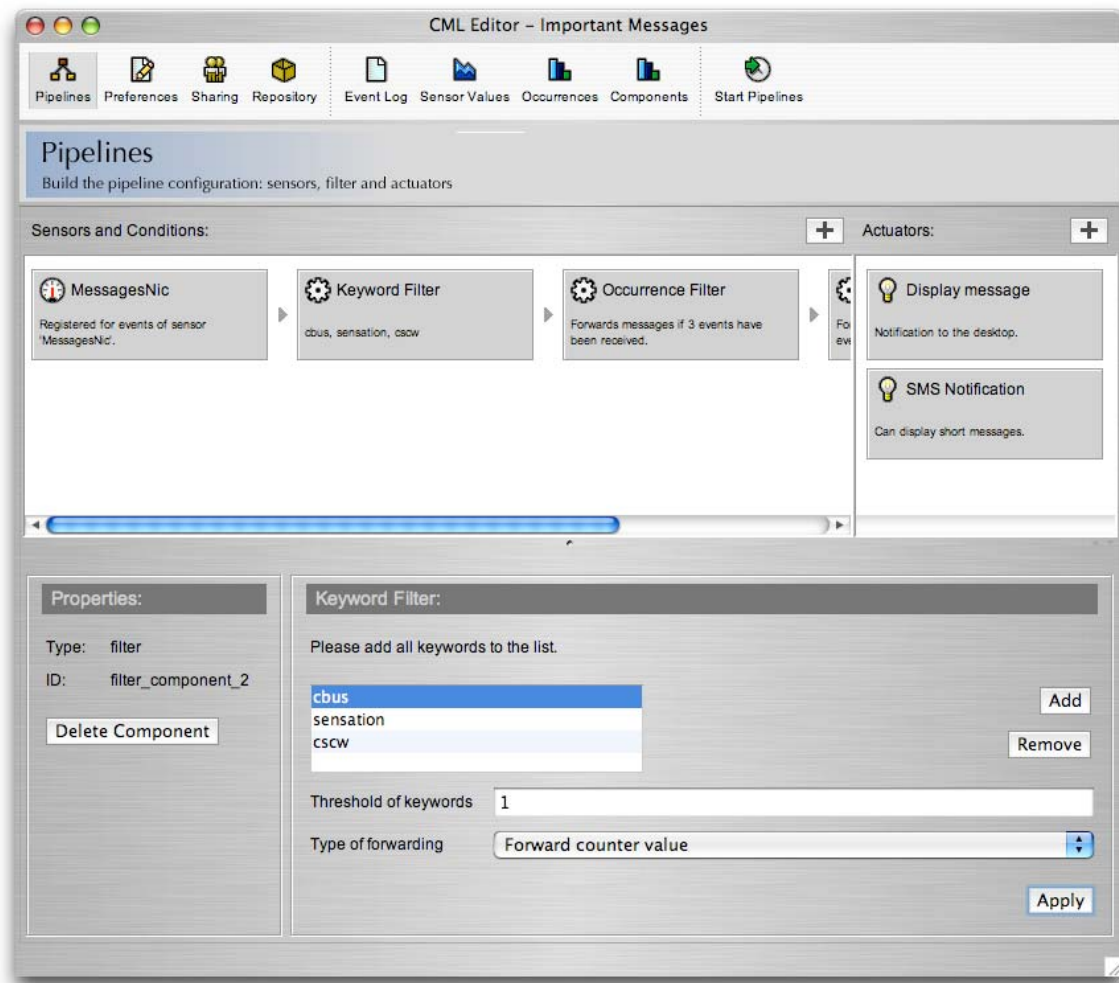 CML Editor – Important Messages
Pipelines Preferences Sharing Repository Event Log Sensor Values Occurrences Components Start Pipelines
Pipelines
Build the pipeline configuration: sensors, filter and actuators
Sensors and Conditions:
Actuators:
MessagesNic
Registered for events of sensor
'MessagesNic'.
Keyword Filter
cbus, sensation, cscw
Occurrence Filter
Forwards messages if 3 events have
been received.
Display message
Notification to the desktop.
SMS Notification
Can display short messages.
Properties:
Type: filter
ID: filter_component_2
Delete Component
Keyword Filter:
Please add all keywords to the list.
cbus
sensation
cscw
Add
Remove
Threshold of keywords 1
Type of forwarding Forward counter value
Apply